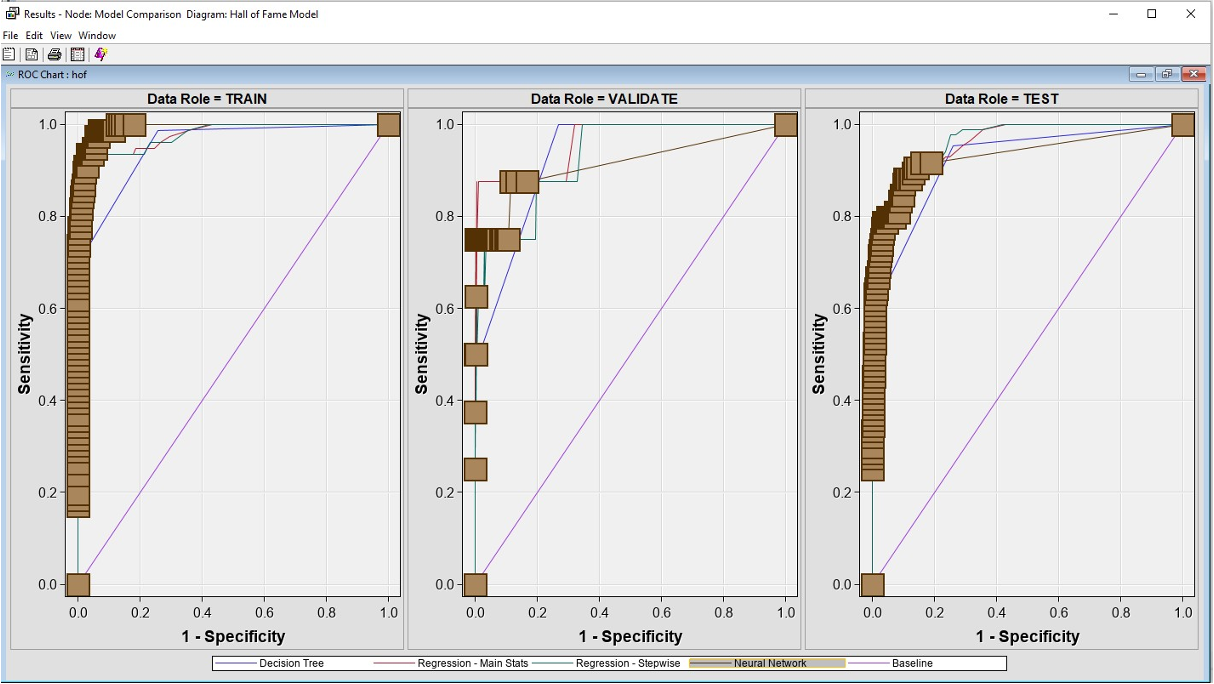 Results - Node: Model Comparison Diagram: Hall of Fame Model
File Edit View Window
ROC Chart : hof
Data Role = TRAIN
Data Role = VALIDATE
Data Role = TEST
Sensitivity
1.0
0.8
0.6
0.4
0.2
0.0
0.0 0.2 0.4 0.6 0.8 1.0
1 - Specificity
Sensitivity
1.0
0.8
0.6
0.4
0.2
0.0
0.0 0.2 0.4 0.6 0.8 1.0
1 - Specificity
Sensitivity
1.0
0.8
0.6
0.4
0.2
0.0
0.0 0.2 0.4 0.6 0.8 1.0
1 - Specificity
Decision Tree Regression - Main Stats Regression - Stepwise Neural Network Baseline